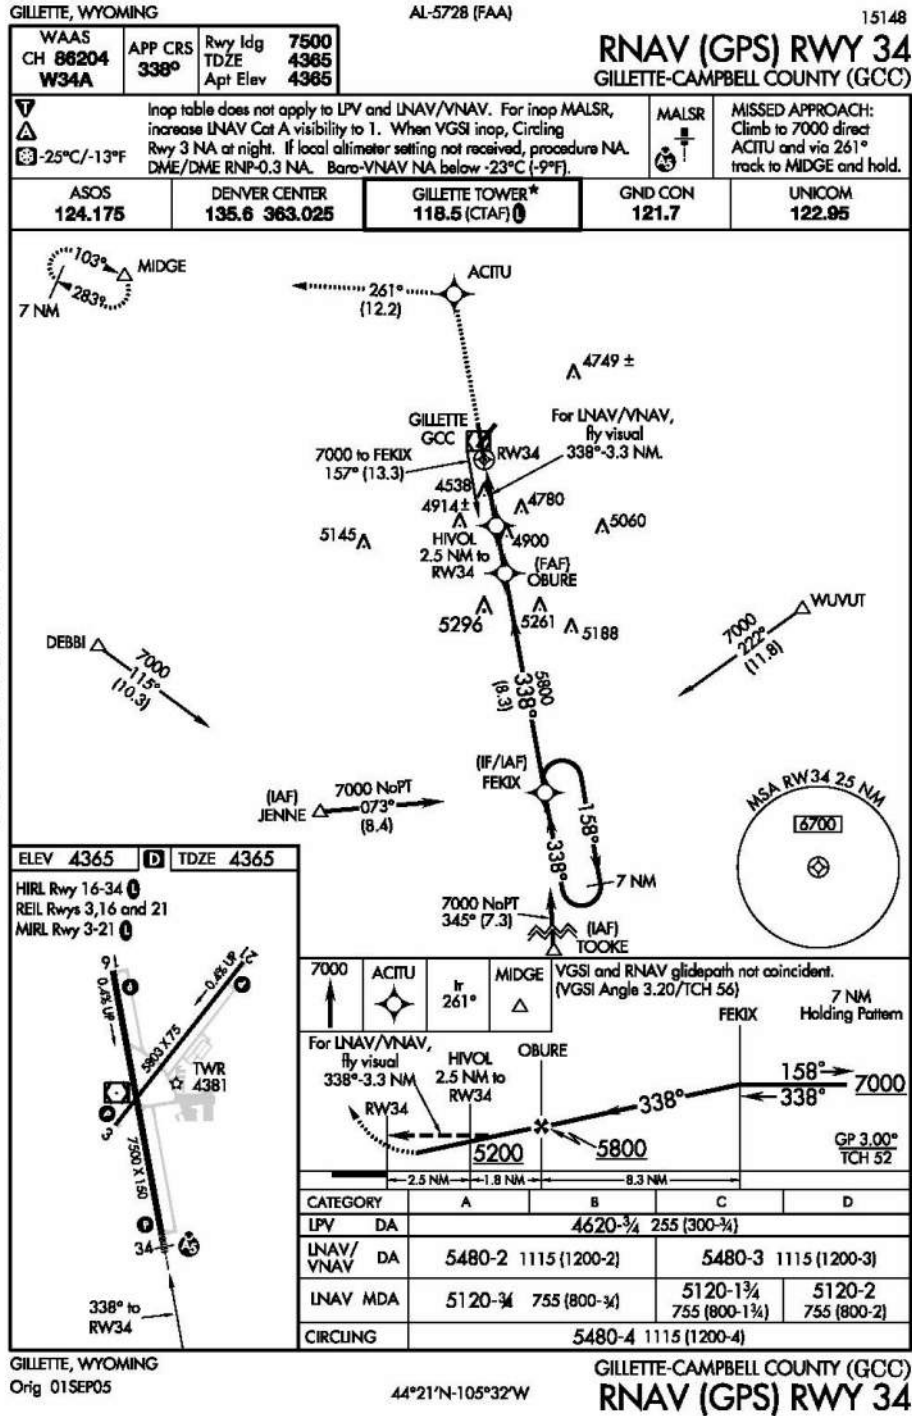 GILLETTE, WYOMING
AL-5728 (FAA)
15148
WAAS
CH 86204
W34A
APP CRS
338°
Rwy ldg 7500
TDZE 4365
Apt Elev 4365
RNAV (GPS) RWY 34
GILLETTE-CAMPBELL COUNTY (GCC)
T
A
-25°C/-13°F
Inop table does not apply to LPV and LNAV/VNAV. For inop MALSR,
increase LNAV Cat A visibility to 1. When VGSI inop, Circling
Rwy 3 NA at night. If local altimeter setting not received, procedure NA.
DME/DME RNP-0.3 NA. Baro-VNAV NA below -23°C (-9°F).
MALSR
A5
MISSED APPROACH:
Climb to 7000 direct
ACITU and via 261°
track to MIDGE and hold.
ASOS
124.175
DENVER CENTER
135.6 363.025
GILLETTE TOWER*
118.5 (CTAF) L
GND CON
121.7
UNICOM
122.95
103°
MIDGE
283°
7 NM
261°
(12.2)
ACITU
4749 ±
GILLETTE
GCC
For LNAV/VNAV,
fly visual
338°-3.3 NM.
RW34
7000 to FEKIX
157° (13.3)
4538
4914 ±
4780
5145
5060
HIVOL
2.5 NM to
RW34
4900
(FAF)
OBURE
5296
5261
5188
WUVUT
7000
222°
(11.8)
DEBBI
7000
115°
(10.3)
5800
338°
(8.3)
(IF/IAF)
FEKIX
(IAF)
JENNE
7000 NoPT
073°
(8.4)
158°
338°
7 NM
MSA RW34 25 NM
6700
7000 NoPT
345° (7.3)
(IAF)
TOOKE
ELEV 4365
D
TDZE 4365
HIRL Rwy 16-34 L
REIL Rwys 3,16 and 21
MIRL Rwy 3-21 L
16
0.4% UP
21
0.4% UP
5803 X 75
TWR
4381
3
7500 X 150
34
A5
338° to
RW34
7000
ACITU
tr
261°
MIDGE
VGSI and RNAV glidepath not coincident.
(VGSI Angle 3.20/TCH 56)
FEKIX
7 NM
Holding Pattern
For LNAV/VNAV,
fly visual
338°-3.3 NM
HIVOL
2.5 NM to
RW34
OBURE
RW34
338°
158°
338°
7000
5200
5800
GP 3.00°
TCH 52
2.5 NM
1.8 NM
8.3 NM
CATEGORY A B C D
LPV DA 4620-¾ 255 (300-¾)
LNAV/
VNAV DA 5480-2 1115 (1200-2) 5480-3 1115 (1200-3)
LNAV MDA 5120-¾ 755 (800-¾) 5120-1¾ 755 (800-1¾) 5120-2 755 (800-2)
CIRCLING 5480-4 1115 (1200-4)
GILLETTE, WYOMING
Orig 01SEP05
44°21'N-105°32'W
GILLETTE-CAMPBELL COUNTY (GCC)
RNAV (GPS) RWY 34